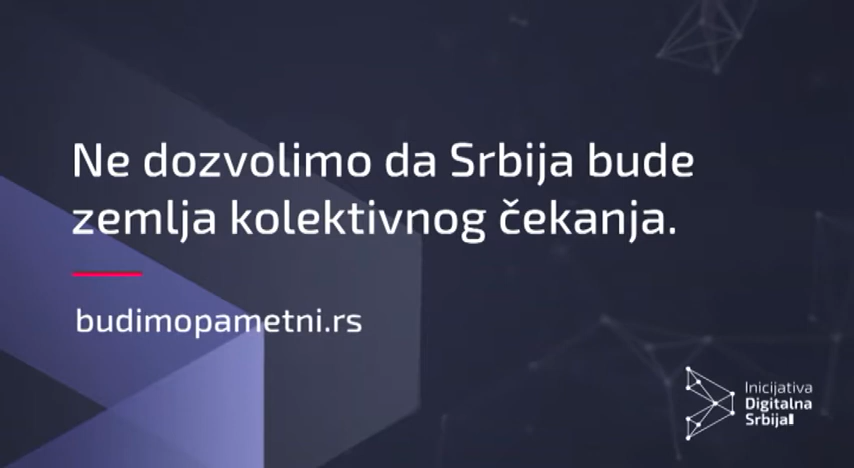 Ne dozvolimo da Srbija bude
zemlja kolektivnog čekanja.
budimopametni.rs
Inicijativa
Digitalna
Srbija